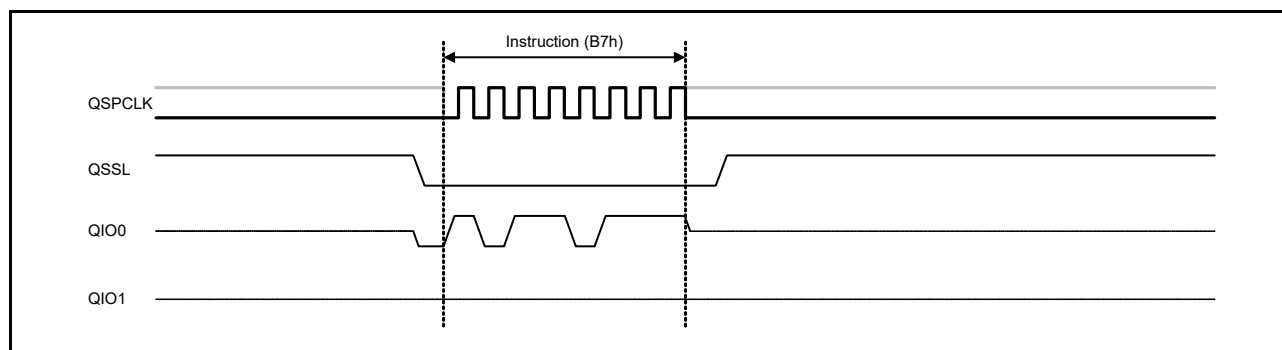 Instruction (B7h)
QSPCLK
QSSL
QIO0
QIO1